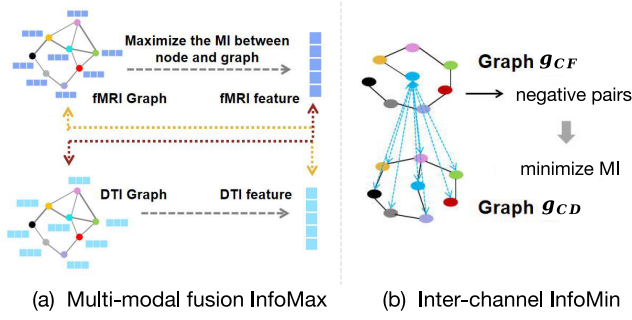 Maximize the MI between
node and graph
fMRI Graph
fMRI feature
DTI Graph
DTI feature
(a) Multi-modal fusion InfoMax
Graph g_CF
negative pairs
minimize MI
Graph g_CD
(b) Inter-channel InfoMin